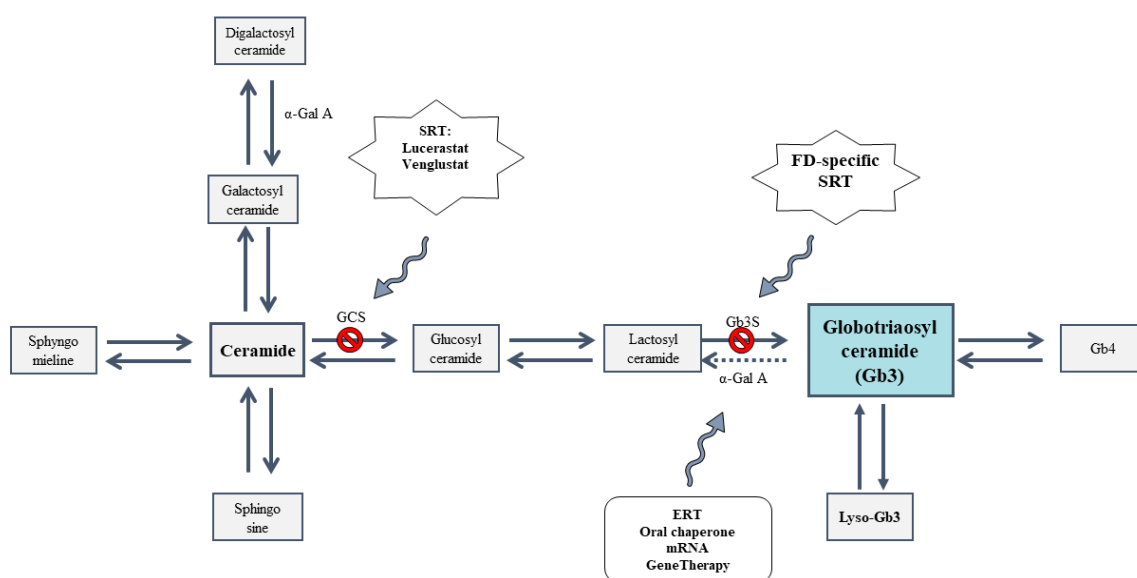 Digalactosyl
ceramide
α-Gal A
SRT:
Lucerastat
Venglustat
FD-specific
SRT
Galactosyl
ceramide
GCS
Gb3S
Sphyngo
mieline
Ceramide
Glucosyl
ceramide
Lactosyl
ceramide
α-Gal A
Globotriaosyl
ceramide
(Gb3)
Gb4
Sphingo
sine
ERT
Oral chaperone
mRNA
GeneTherapy
Lyso-Gb3